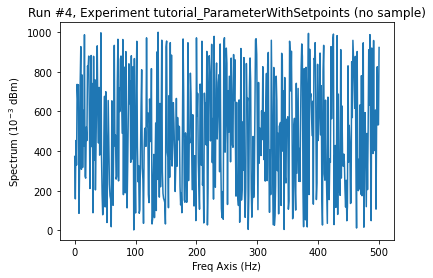 Run #4, Experiment tutorial_ParameterWithSetpoints (no sample)
1000
800
600
400
200
0
Spectrum (10⁻³ dBm)
0 100 200 300 400 500
Freq Axis (Hz)